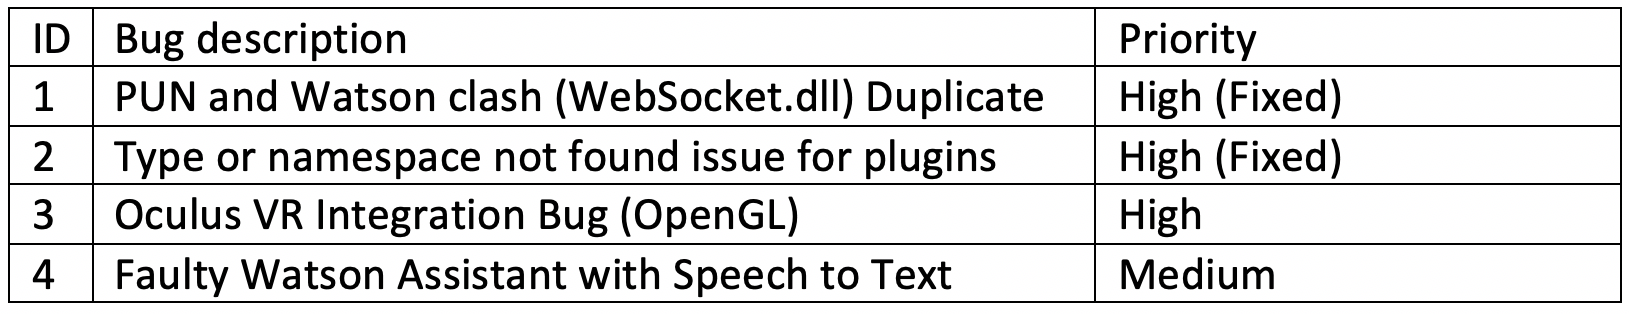 ID Bug description Priority
1 PUN and Watson clash (WebSocket.dll) Duplicate High (Fixed)
2 Type or namespace not found issue for plugins High (Fixed)
3 Oculus VR Integration Bug (OpenGL) High
4 Faulty Watson Assistant with Speech to Text Medium